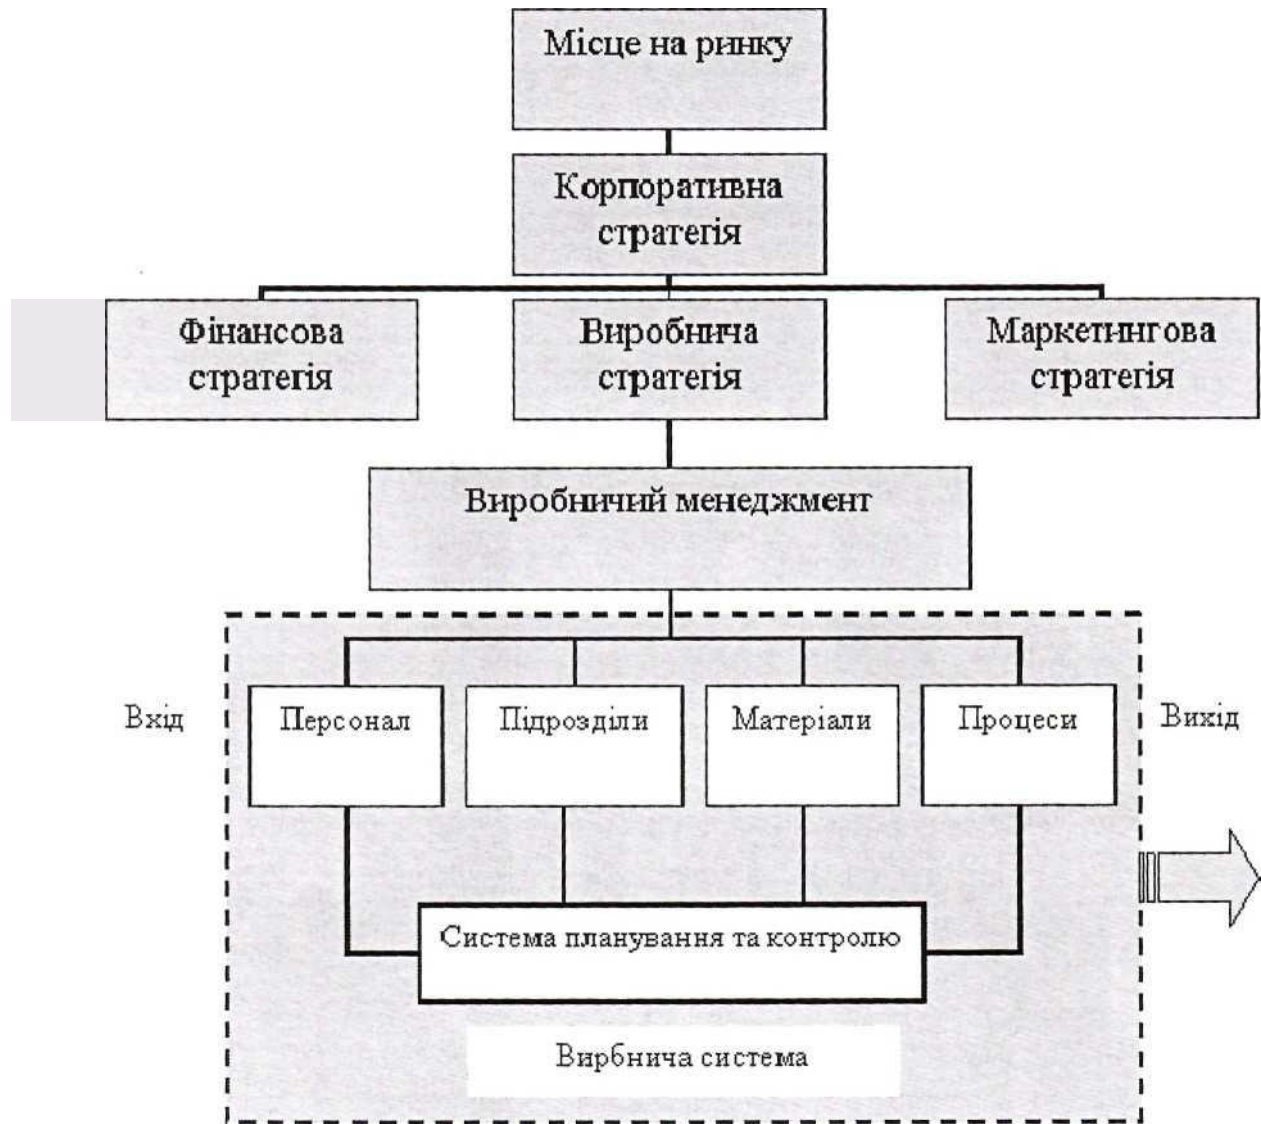 Місце на ринку
Корпоративна
стратегія
Фінансова
стратегія
Виробнича
стратегія
Маркетингова
стратегія
Виробничий менеджмент
Вхід
Персонал
Підрозділи
Матеріали
Процеси
Вихід
Система планування та контролю
Вирбнича система